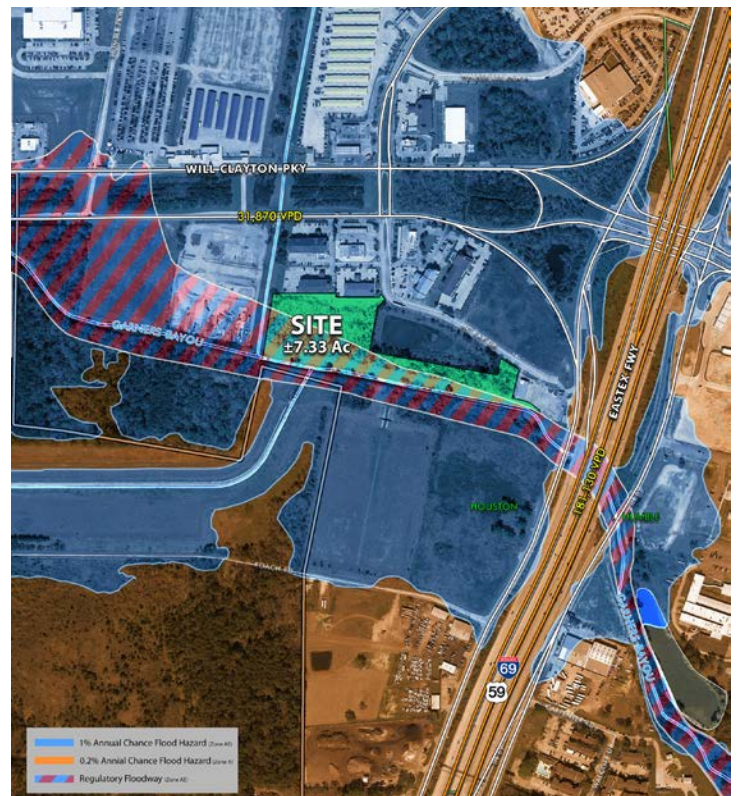 WILL CLAYTON PKY
31,870 VPD
SITE
±7.33 Ac
GARNERS BAYOU
EASTEX FWY
181,130 VPD
HOUSTON
HUMBLE
GARNERS BAYOU
69
59
1% Annual Chance Flood Hazard (Zone AE)
0.2% Annial Chance Flood Hazard (Zone X)
Regulatory Floodway (Zone AE)